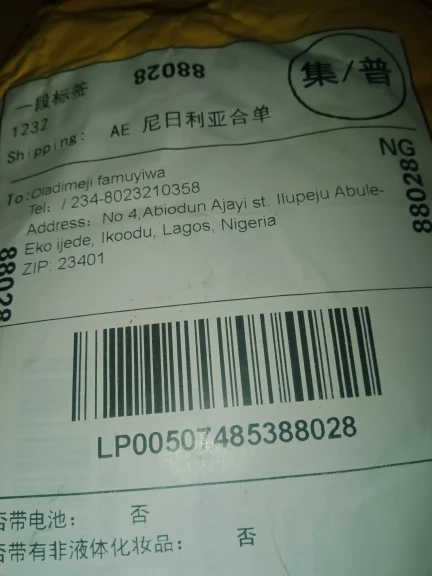 88028
集/普
一段标签
1232
Shipping: AE 尼日利亚合单
NG
88028
To:Oladimeji famuyiwa
Tel: / 234-8023210358
Address: No 4,Abiodun Ajayi st. Ilupeju Abule-
Eko ijede, Ikoodu, Lagos, Nigeria
ZIP: 23401
88028
LP00507485388028
否带电池: 否
否带有非液体化妆品: 否